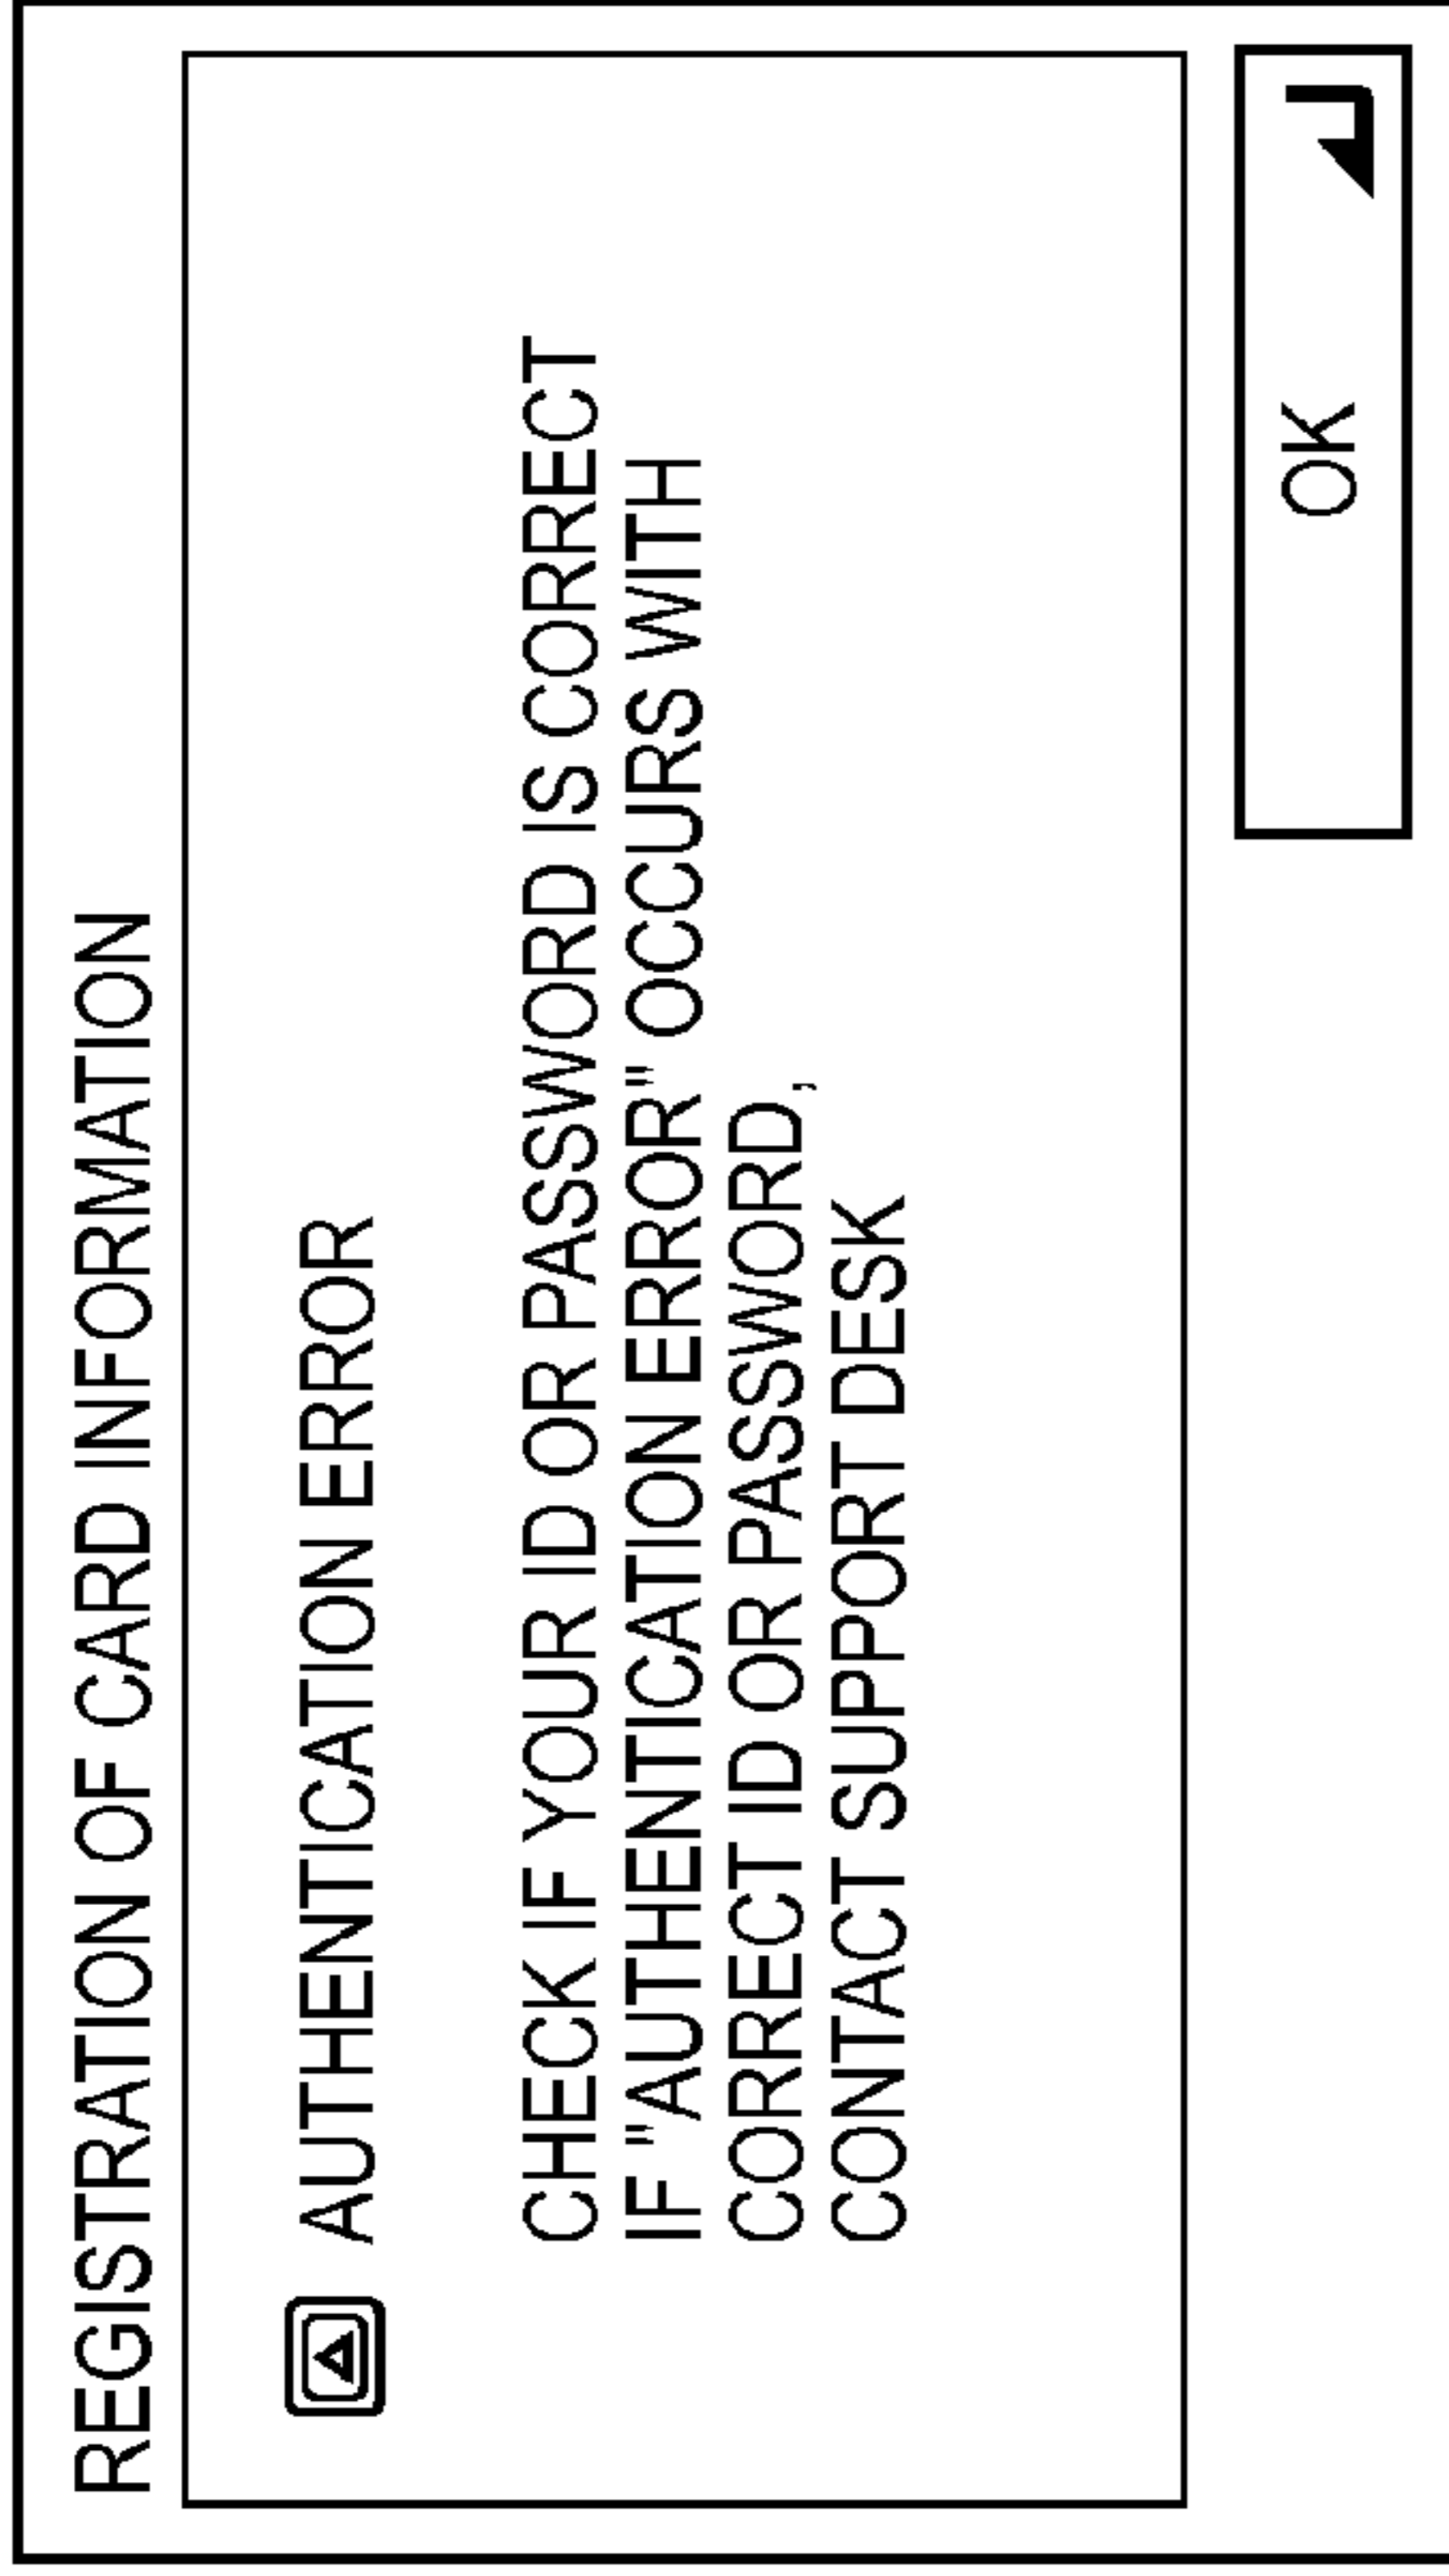 REGISTRATION OF CARD INFORMATION
AUTHENTICATION ERROR
CHECK IF YOUR ID OR PASSWORD IS CORRECT
IF "AUTHENTICATION ERROR" OCCURS WITH
CORRECT ID OR PASSWORD,
CONTACT SUPPORT DESK
OK